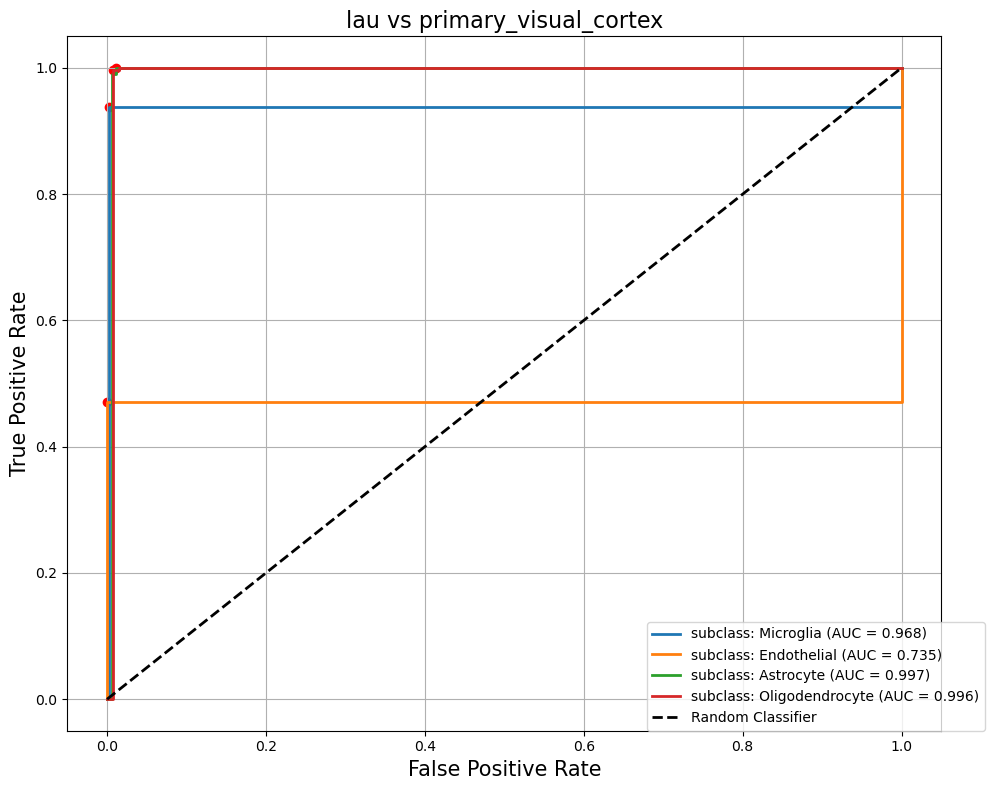 lau vs primary_visual_cortex
True Positive Rate
1.0
0.8
0.6
0.4
0.2
0.0
subclass: Microglia (AUC = 0.968)
subclass: Endothelial (AUC = 0.735)
subclass: Astrocyte (AUC = 0.997)
subclass: Oligodendrocyte (AUC = 0.996)
Random Classifier
0.0 0.2 0.4 0.6 0.8 1.0
False Positive Rate